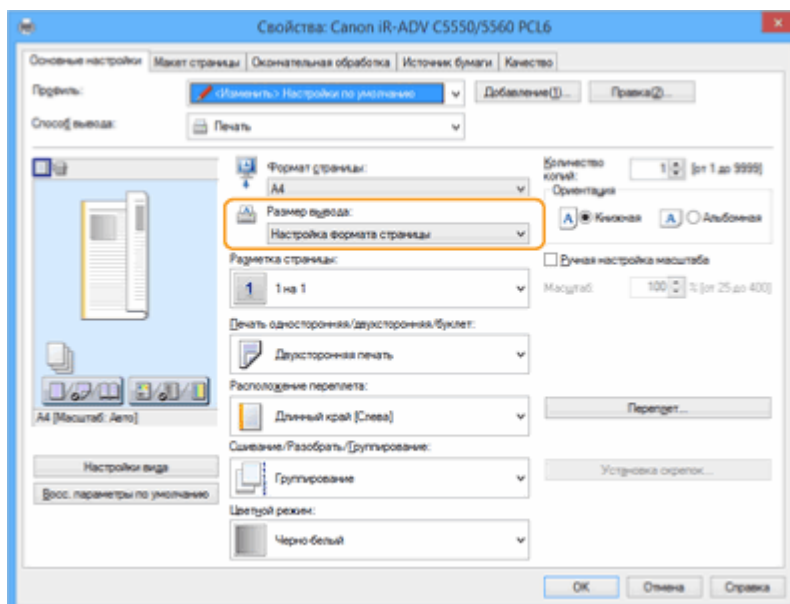 Свойства: Canon iR-ADV C5550/5560 PCL6
Основные настройки Макет страницы Окончательная обработка Источник бумаги Качество
Профиль: <Изменить> Настройки по умолчанию Добавление(1)... Правка(2)...
Способ вывода: Печать
Формат страницы:
A4
Количество копий: 1 [от 1 до 9999]
Ориентация
A Книжная A Альбомная
Размер вывода:
Настройка формата страницы
Разметка страницы:
1 1 на 1
Ручная настройка масштаба
Масштаб: 100 % [от 25 до 400]
Печать односторонняя/двухсторонняя/буклет:
Двухсторонняя печать
Расположение переплета:
Длинный край [Слева]
Переплет...
A4 [Масштаб: Авто]
Сшивание/Разобрать/Группирование:
Группирование
Установка скрепок...
Настройки вида
Восс. параметры по умолчанию
Цветной режим:
Черно-белый
OK Отмена Справка